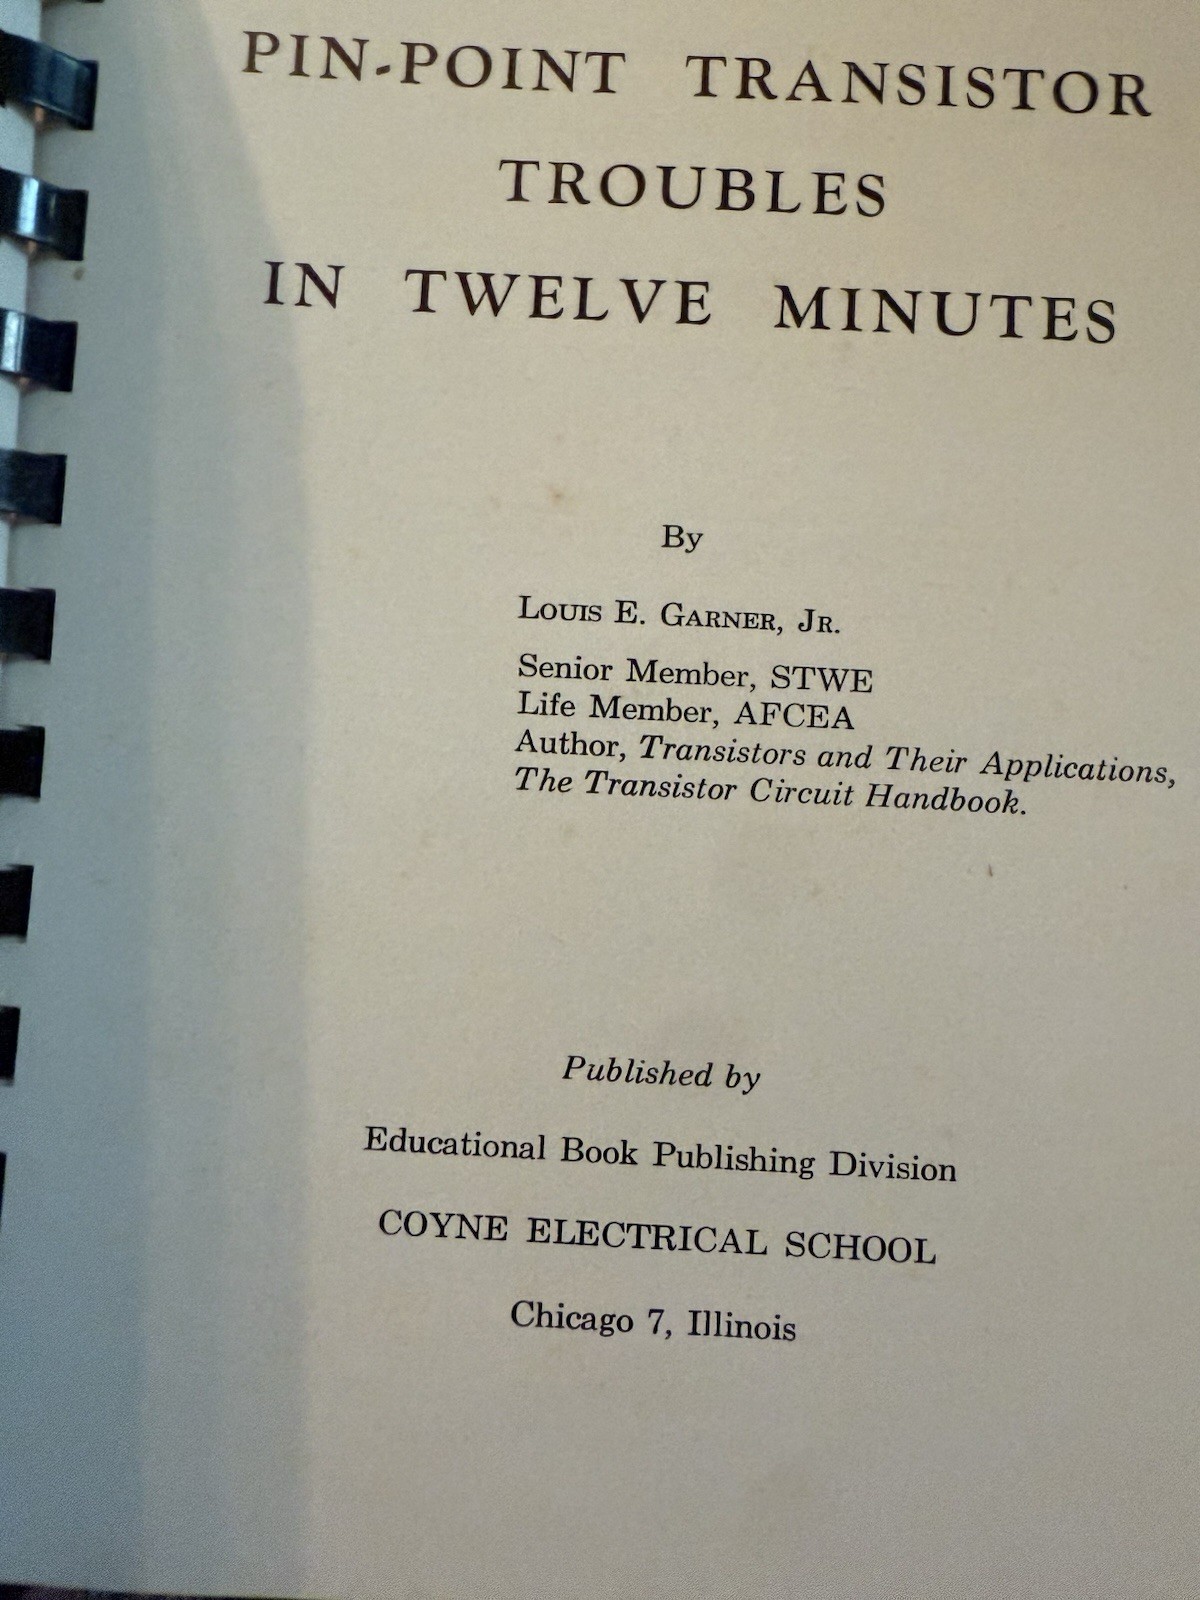 PIN-POINT TRANSISTOR
TROUBLES
IN TWELVE MINUTES
By
LOUIS E. GARNER, JR.
Senior Member, STWE
Life Member, AFCEA
Author, Transistors and Their Applications,
The Transistor Circuit Handbook.
Published by
Educational Book Publishing Division
COYNE ELECTRICAL SCHOOL
Chicago 7, Illinois